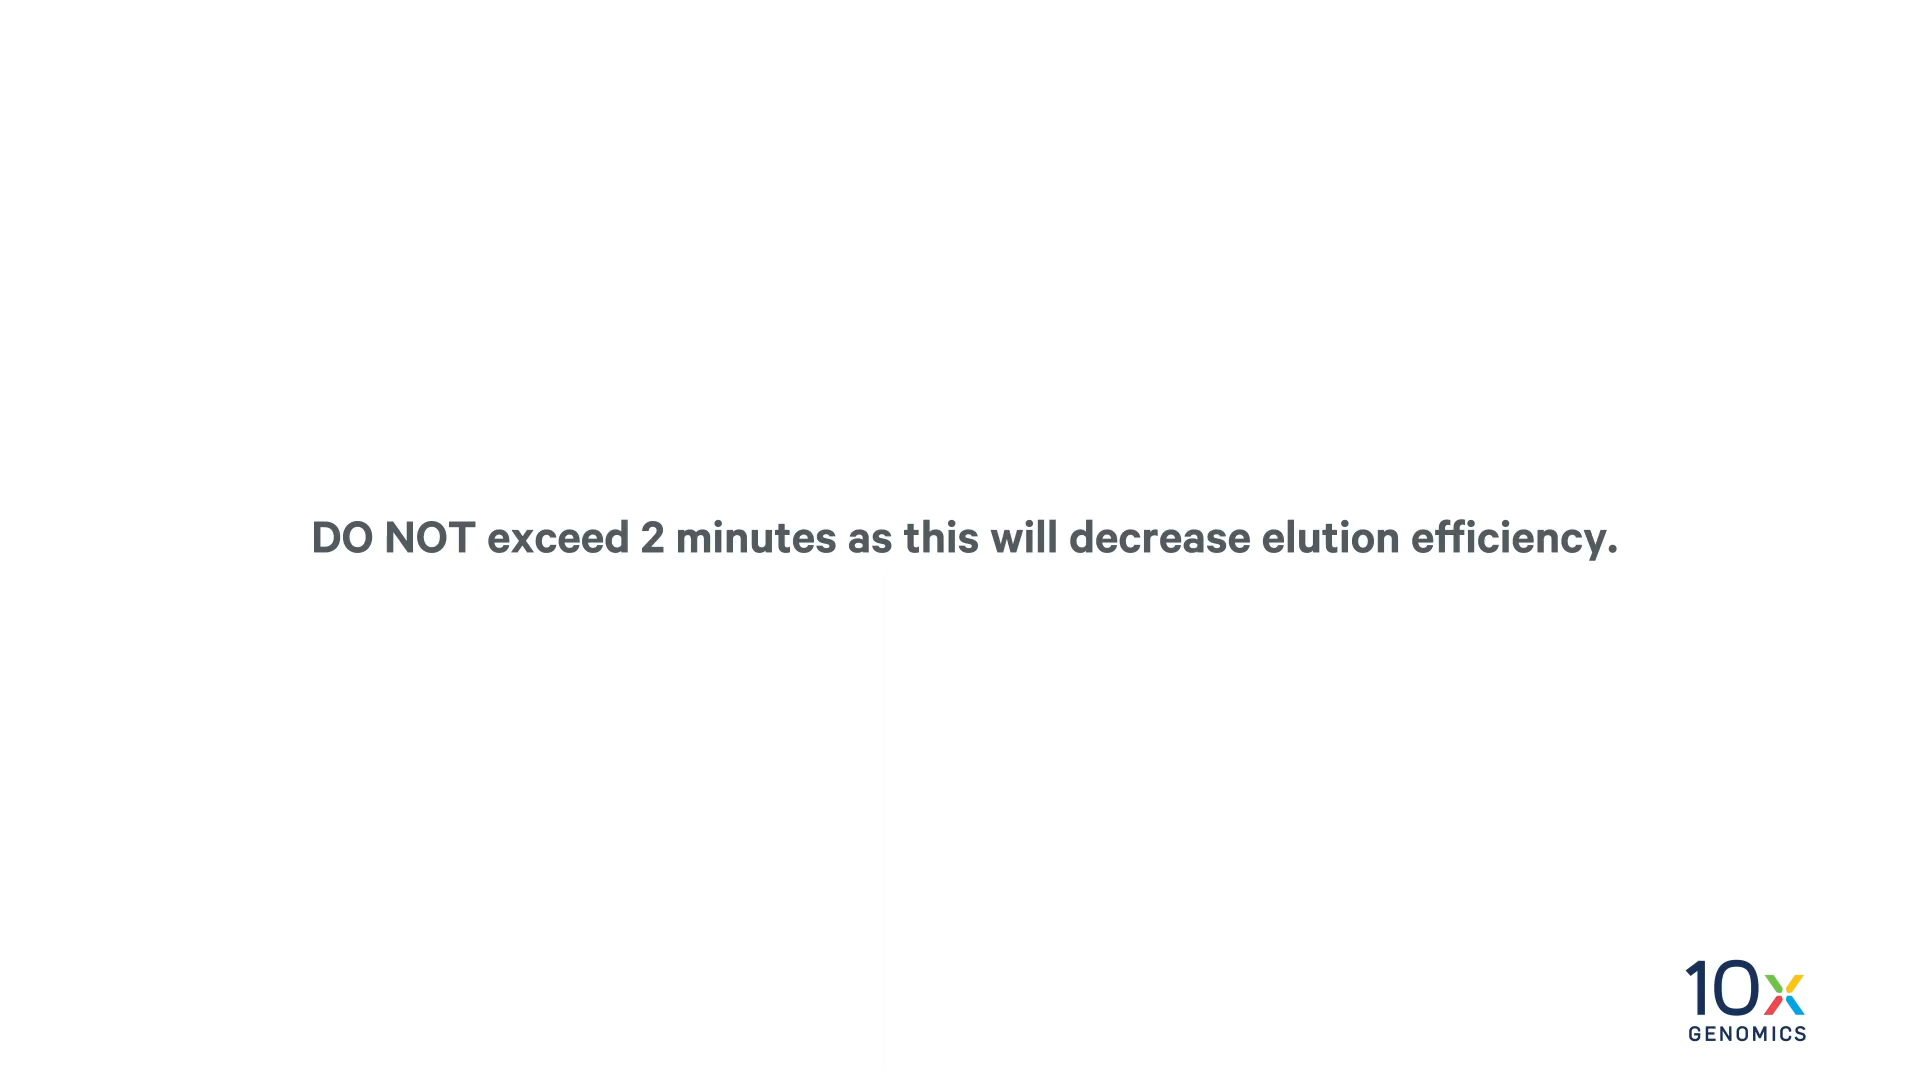 DO NOT exceed 2 minutes as this will decrease elution efficiency.
10x
GENOMICS